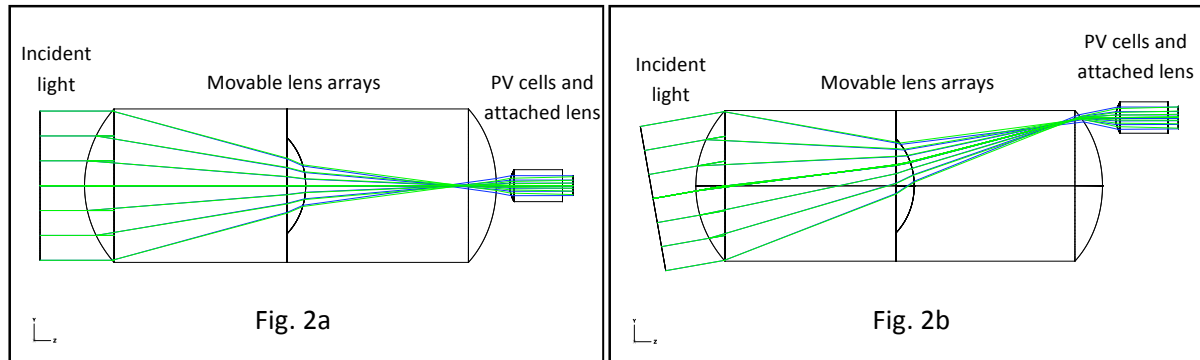 Incident
light
Movable lens arrays
PV cells and
attached lens
Fig. 2a
Y
Z
Incident
light
Movable lens arrays
PV cells and
attached lens
Fig. 2b
Y
Z